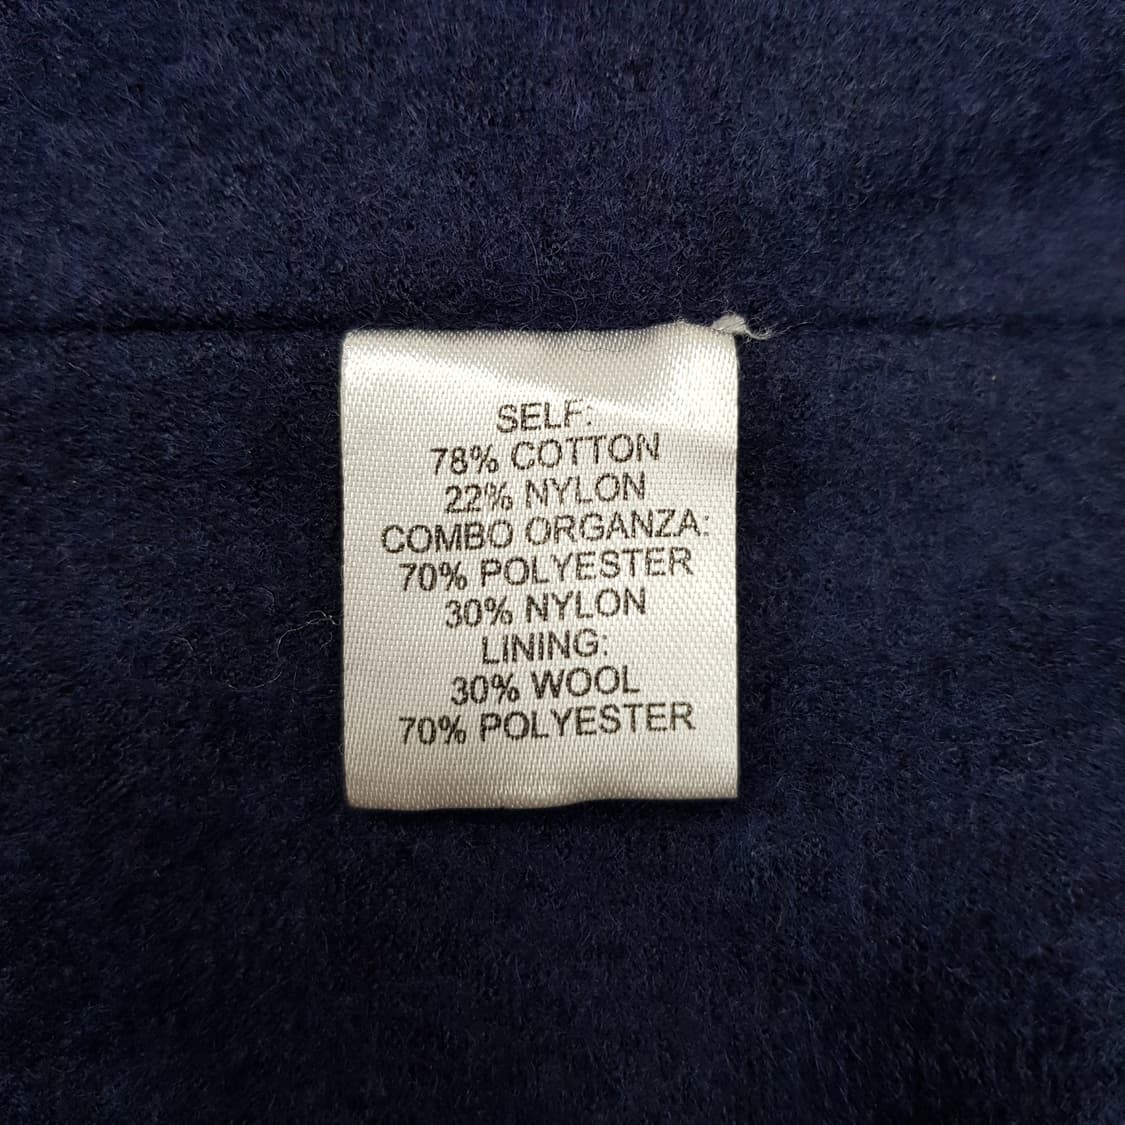 SELF:
78% COTTON
22% NYLON
COMBO ORGANZA:
70% POLYESTER
30% NYLON
LINING:
30% WOOL
70% POLYESTER